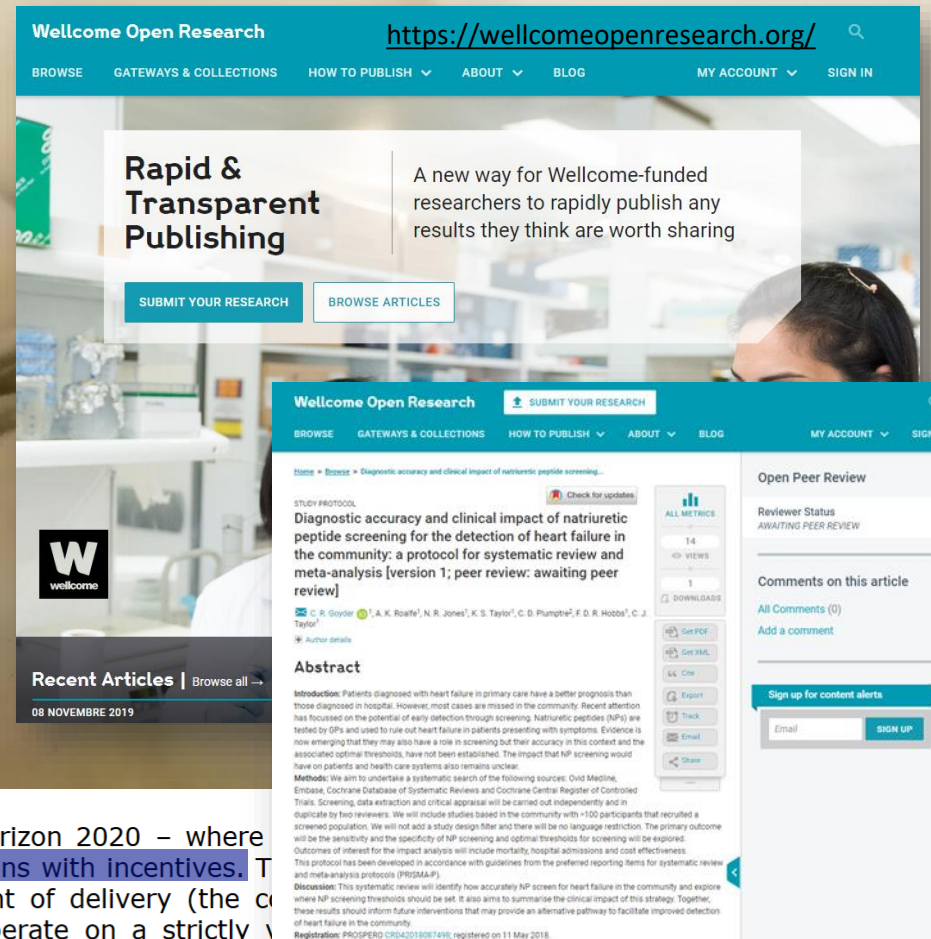 Wellcome Open Research
https://wellcomeopenresearch.org/
BROWSE GATEWAYS & COLLECTIONS HOW TO PUBLISH ABOUT BLOG MY ACCOUNT SIGN IN
Rapid &
Transparent
Publishing
A new way for Wellcome-funded
researchers to rapidly publish any
results they think are worth sharing
SUBMIT YOUR RESEARCH BROWSE ARTICLES
W
wellcome
Recent Articles | Browse all →
08 NOVEMBRE 2019
Wellcome Open Research SUBMIT YOUR RESEARCH
BROWSE GATEWAYS & COLLECTIONS HOW TO PUBLISH ABOUT BLOG MY ACCOUNT SIGN
Home » Browse » Diagnostic accuracy and clinical impact of natriuretic peptide screening...
Check for updates
STUDY PROTOCOL
Diagnostic accuracy and clinical impact of natriuretic
peptide screening for the detection of heart failure in
the community: a protocol for systematic review and
meta-analysis [version 1; peer review: awaiting peer
review]
C. R. Goyder iD 1, A. K. Roalfe1, N. R. Jones1, K. S. Taylor1, C. D. Plumptre2, F. D. R. Hobbs1, C. J.
Taylor1
Author details
Abstract
Introduction: Patients diagnosed with heart failure in primary care have a better prognosis than
those diagnosed in hospital. However, most cases are missed in the community. Recent attention
has focussed on the potential of early detection through screening. Natriuretic peptides (NPs) are
tested by GPs and used to rule out heart failure in patients presenting with symptoms. Evidence is
now emerging that they may also have a role in screening but their accuracy in this context and the
associated optimal thresholds, have not been established. The impact that NP screening would
have on patients and health care systems also remains unclear.
Methods: We aim to undertake a systematic search of the following sources: Ovid Medline,
Embase, Cochrane Database of Systematic Reviews and Cochrane Central Register of Controlled
Trials. Screening, data extraction and critical appraisal will be carried out independently and in
duplicate by two reviewers. We will include studies based in the community with >100 participants that recruited a
screened population. We will not add a study design filter and there will be no language restriction. The primary outcome
will be the sensitivity and the specificity of NP screening and optimal thresholds for screening will be explored.
Outcomes of interest for the impact analysis will include mortality, hospital admissions and cost effectiveness.
This protocol has been developed in accordance with guidelines from the preferred reporting items for systematic review
and meta-analysis protocols (PRISMA-P).
Discussion: This systematic review will identify how accurately NP screen for heart failure in the community and explore
where NP screening thresholds should be set. It also aims to summarise the clinical impact of this strategy. Together,
these results should inform future interventions that may provide an alternative pathway to facilitate improved detection
of heart failure in the community.
Registration: PROSPERO CRD42018087498; registered on 11 May 2018.
ALL METRICS
14
VIEWS
1
DOWNLOADS
Get PDF
Get XML
Cite
Export
Track
Email
Share
Open Peer Review
Reviewer Status
AWAITING PEER REVIEW
Comments on this article
All Comments (0)
Add a comment
Sign up for content alerts
Email SIGN UP
rizon 2020 – where
ns with incentives. T
nt of delivery (the c
erate on a strictly v